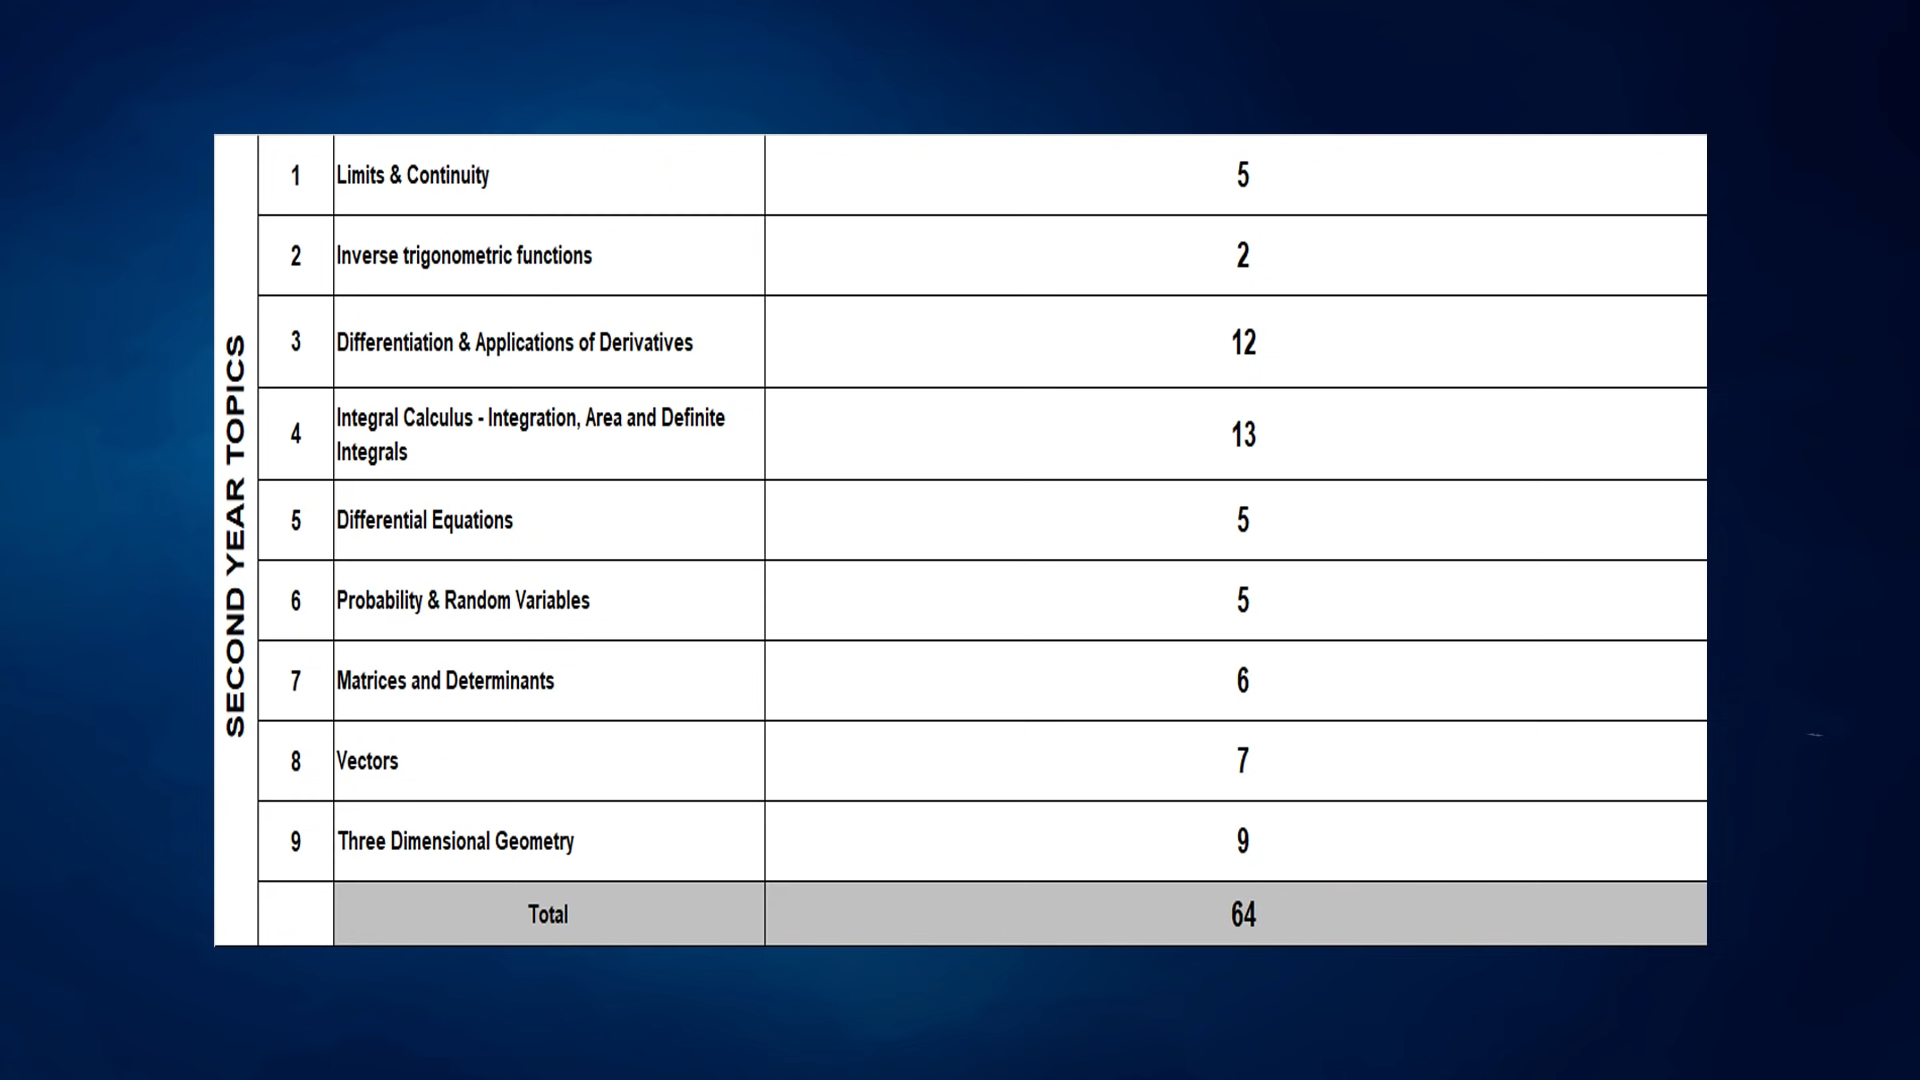 SECOND YEAR TOPICS
1 Limits & Continuity 5
2 Inverse trigonometric functions 2
3 Differentiation & Applications of Derivatives 12
4 Integral Calculus - Integration, Area and Definite
Integrals 13
5 Differential Equations 5
6 Probability & Random Variables 5
7 Matrices and Determinants 6
8 Vectors 7
9 Three Dimensional Geometry 9
Total 64